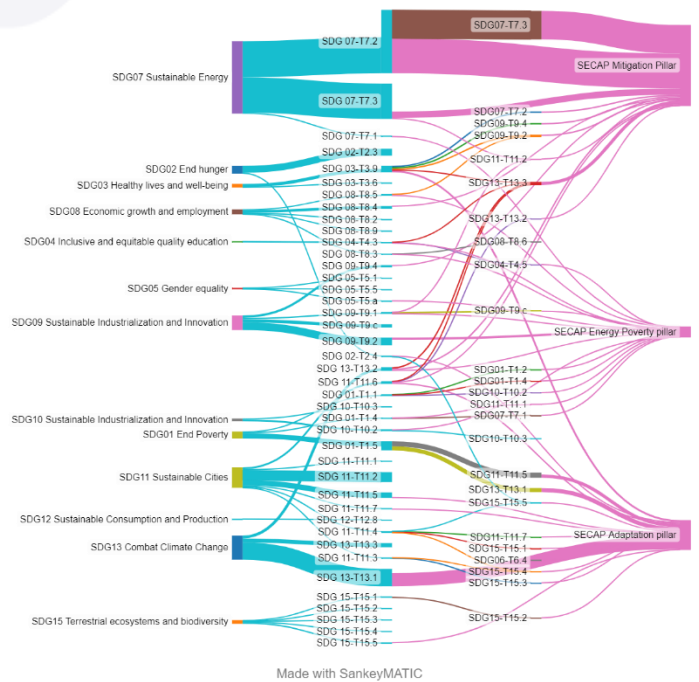 SDG07 Sustainable Energy
SDG02 End hunger
SDG03 Healthy lives and well-being
SDG08 Economic growth and employment
SDG04 Inclusive and equitable quality education
SDG05 Gender equality
SDG09 Sustainable Industrialization and Innovation
SDG10 Sustainable Industrialization and Innovation
SDG01 End Poverty
SDG11 Sustainable Cities
SDG12 Sustainable Consumption and Production
SDG13 Combat Climate Change
SDG15 Terrestrial ecosystems and biodiversity
SDG 07-T7.2
SDG 07-T7.3
SDG 07-T7.1
SDG 02-T2.3
SDG 03-T3.9
SDG 03-T3.6
SDG 08-T8.5
SDG 08-T8.4
SDG 08-T8.2
SDG 08-T8.9
SDG 04-T4.3
SDG 08-T8.3
SDG 09-T9.4
SDG 05-T5.1
SDG 05-T5.5
SDG 05-T5.a
SDG 09-T9.1
SDG 09-T9.c
SDG 09-T9.2
SDG 02-T2.4
SDG 13-T13.2
SDG 11-T11.6
SDG 01-T1.1
SDG 10-T10.3
SDG 01-T1.4
SDG 10-T10.2
SDG 01-T1.5
SDG 11-T11.1
SDG 11-T11.2
SDG 11-T11.5
SDG 11-T11.7
SDG 12-T12.8
SDG 11-T11.4
SDG 13-T13.3
SDG 11-T11.3
SDG 13-T13.1
SDG 15-T15.1
SDG 15-T15.2
SDG 15-T15.3
SDG 15-T15.4
SDG 15-T15.5
SDG07-T7.3
SDG07-T7.2
SDG09-T9.4
SDG09-T9.2
SDG11-T11.2
SDG13-T13.3
SDG13-T13.2
SDG08-T8.6
SDG04-T4.5
SDG09-T9.c
SDG01-T1.2
SDG01-T1.4
SDG10-T10.2
SDG11-T11.1
SDG07-T7.1
SDG10-T10.3
SDG11-T11.5
SDG13-T13.1
SDG15-T15.5
SDG11-T11.7
SDG15-T15.1
SDG06-T6.4
SDG15-T15.4
SDG15-T15.3
SDG15-T15.2
SECAP Mitigation Pillar
SECAP Energy Poverty pillar
SECAP Adaptation pillar
Made with SankeyMATIC